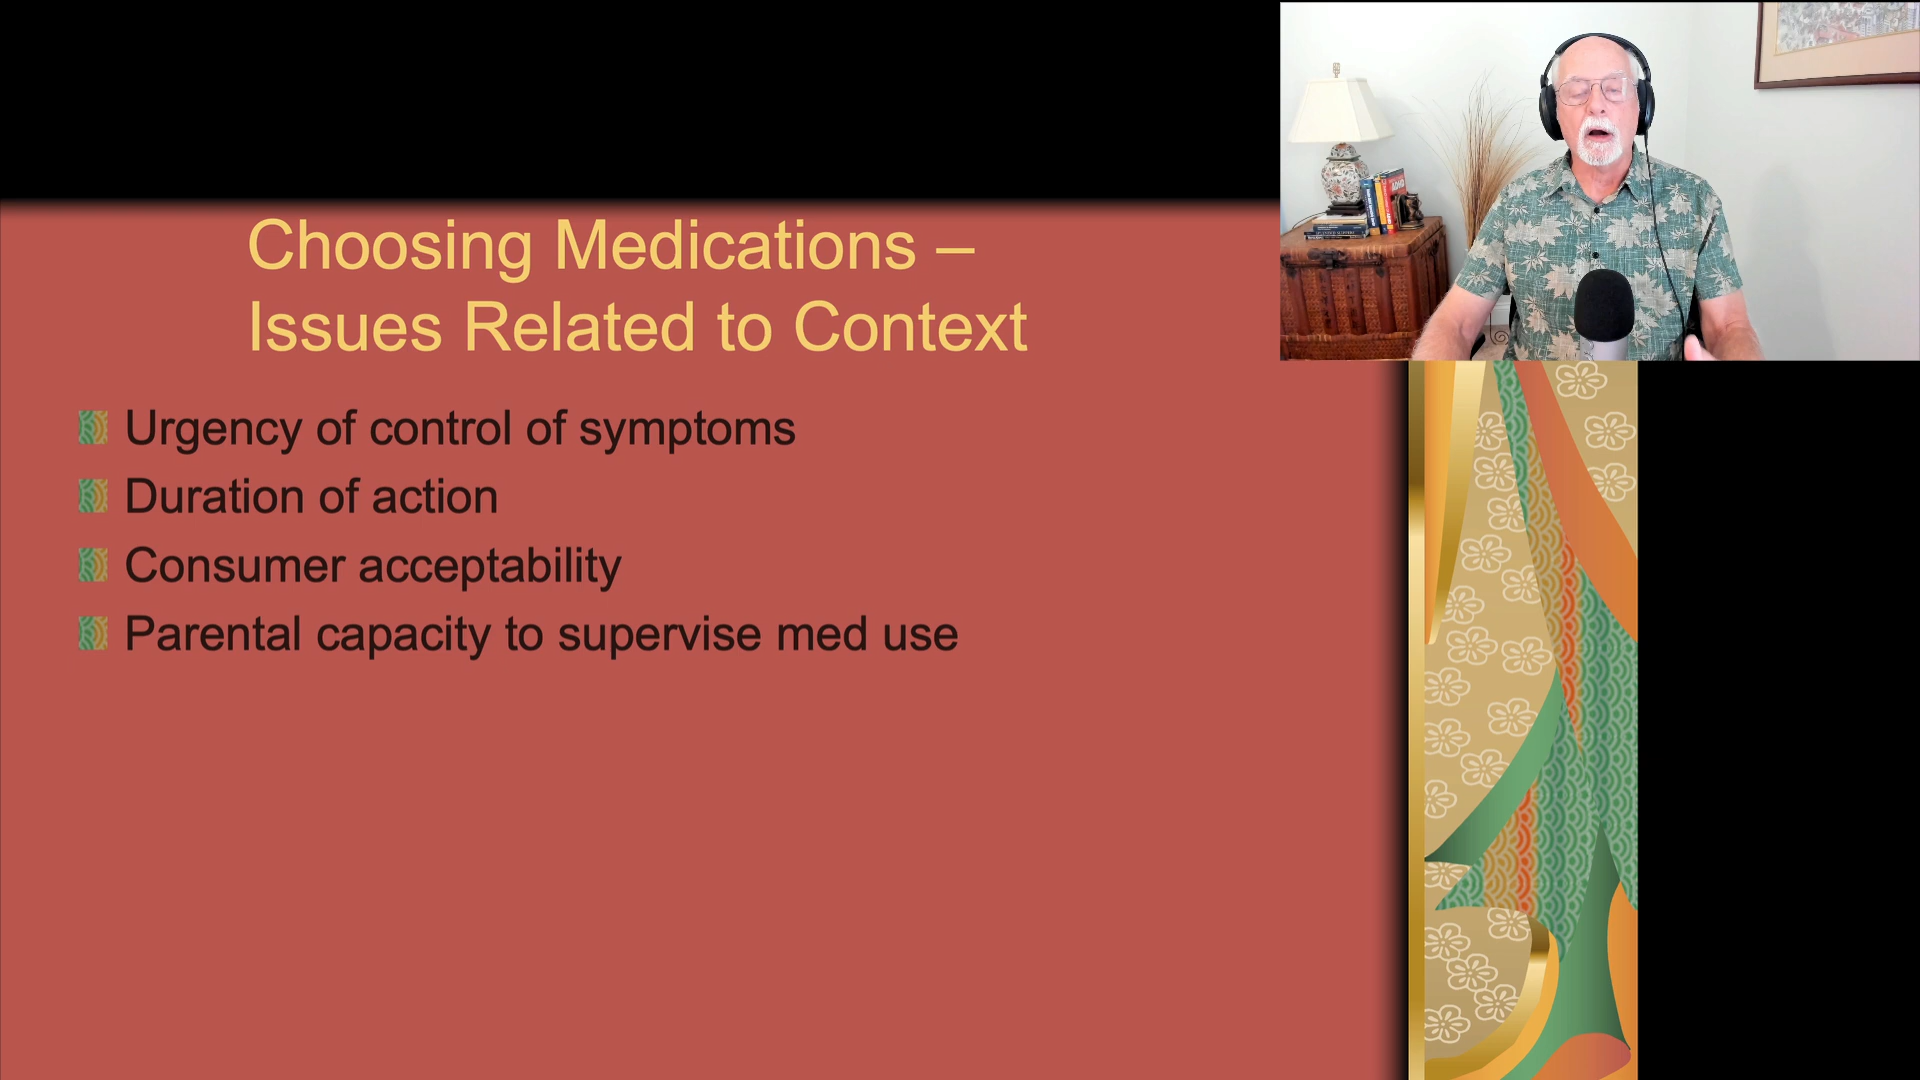 Choosing Medications –
Issues Related to Context
Urgency of control of symptoms
Duration of action
Consumer acceptability
Parental capacity to supervise med use